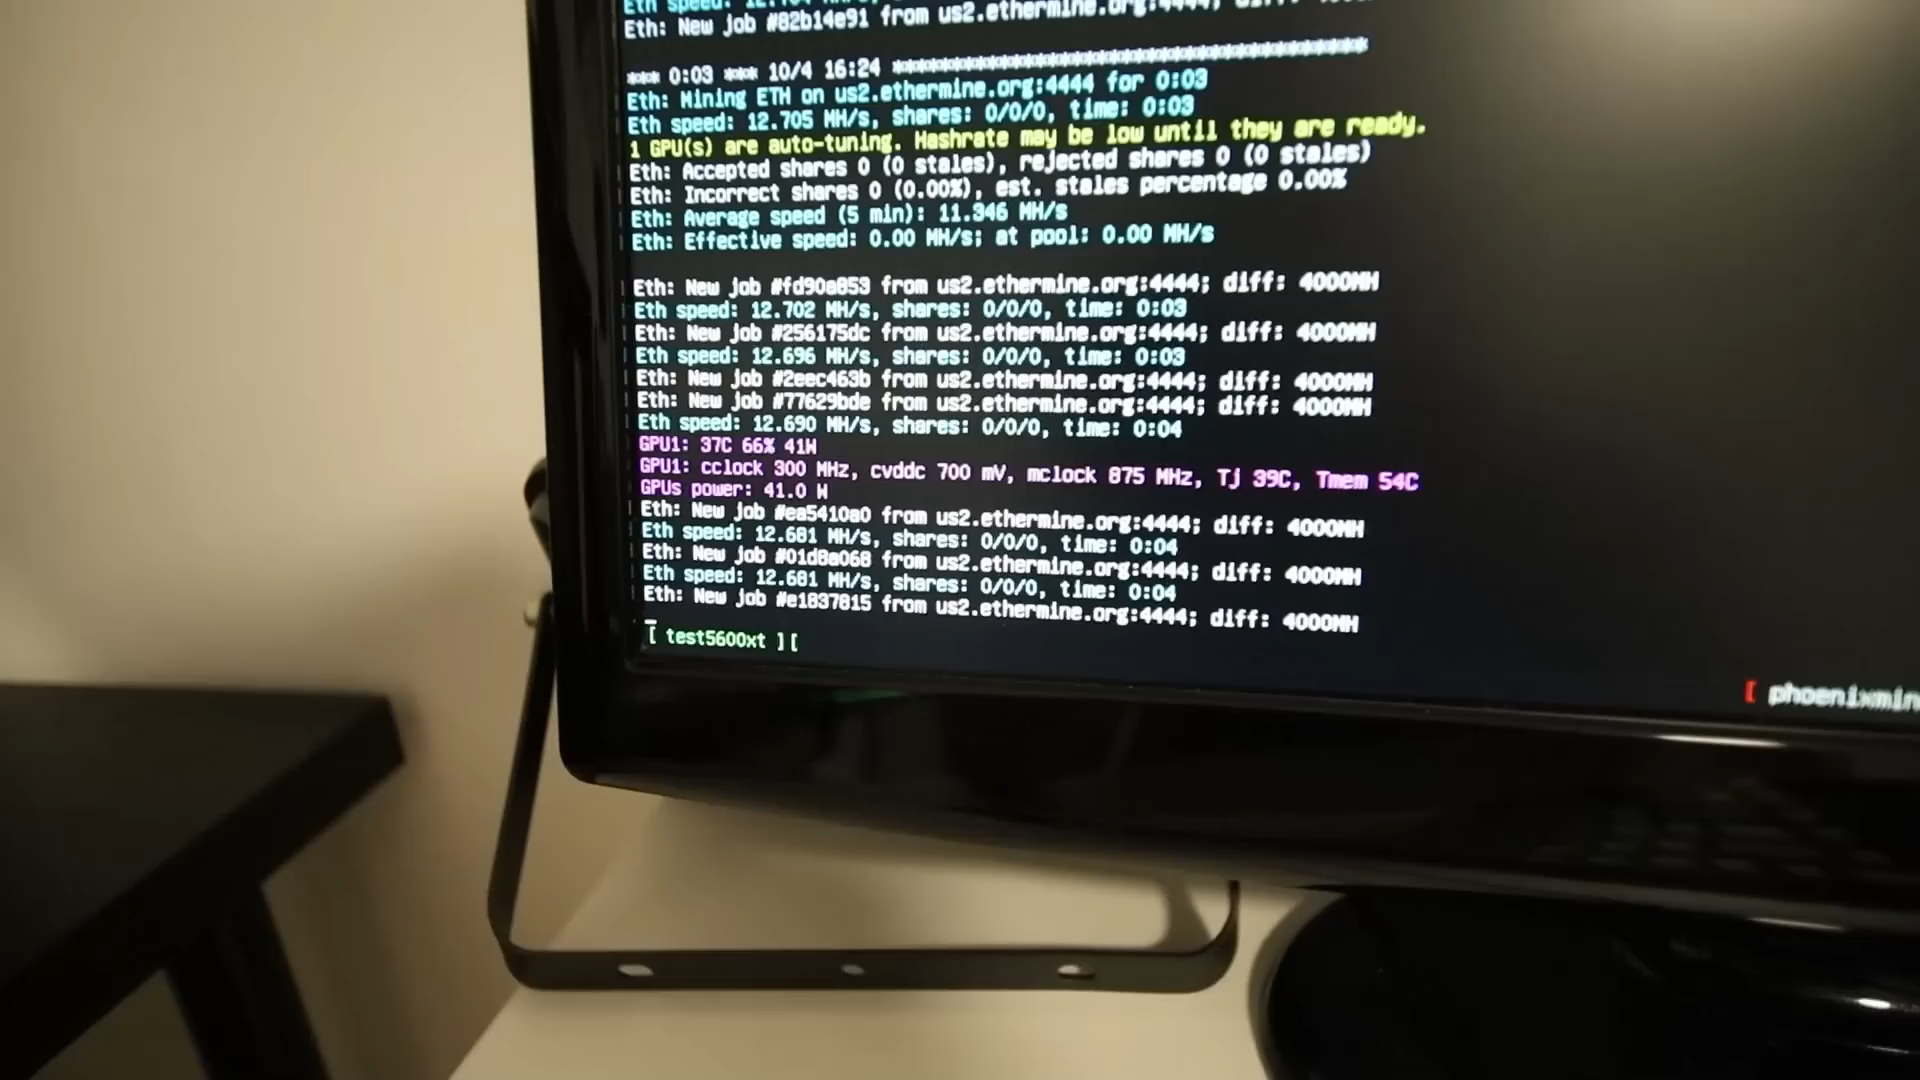 Eth speed:
Eth: New job #82b14e91 from us2.ethermine.org:4444; diff:
*** 0:03 *** 10/4 16:24 **************************************************
Eth: Mining ETH on us2.ethermine.org:4444 for 0:03
Eth speed: 12.705 MH/s, shares: 0/0/0, time: 0:03
1 GPU(s) are auto-tuning. Hashrate may be low until they are ready.
Eth: Accepted shares 0 (0 stales), rejected shares 0 (0 stales)
Eth: Incorrect shares 0 (0.00%), est. stales percentage 0.00%
Eth: Average speed (5 min): 11.346 MH/s
Eth: Effective speed: 0.00 MH/s; at pool: 0.00 MH/s
Eth: New job #fd90a853 from us2.ethermine.org:4444; diff: 4000MH
Eth speed: 12.702 MH/s, shares: 0/0/0, time: 0:03
Eth: New job #256175dc from us2.ethermine.org:4444; diff: 4000MH
Eth speed: 12.696 MH/s, shares: 0/0/0, time: 0:03
Eth: New job #2eec463b from us2.ethermine.org:4444; diff: 4000MH
Eth: New job #77629bde from us2.ethermine.org:4444; diff: 4000MH
Eth speed: 12.690 MH/s, shares: 0/0/0, time: 0:04
GPU1: 37C 66% 41W
GPU1: cclock 300 MHz, cvddc 700 mV, mclock 875 MHz, Tj 39C, Tmem 54C
GPUs power: 41.0 W
Eth: New job #ea5410a0 from us2.ethermine.org:4444; diff: 4000MH
Eth speed: 12.681 MH/s, shares: 0/0/0, time: 0:04
Eth: New job #01d8a068 from us2.ethermine.org:4444; diff: 4000MH
Eth speed: 12.681 MH/s, shares: 0/0/0, time: 0:04
Eth: New job #e1837815 from us2.ethermine.org:4444; diff: 4000MH
[ test5600xt ][
[ phoenixmin